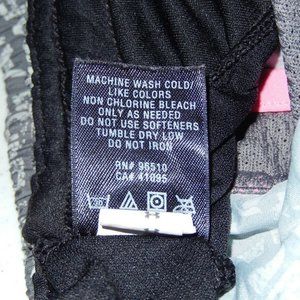 MACHINE WASH COLD/
LIKE COLORS
NON CHLORINE BLEACH
ONLY AS NEEDED
DO NOT USE SOFTENERS
TUMBLE DRY LOW
DO NOT IRON
RN# 96510
CA# 41095